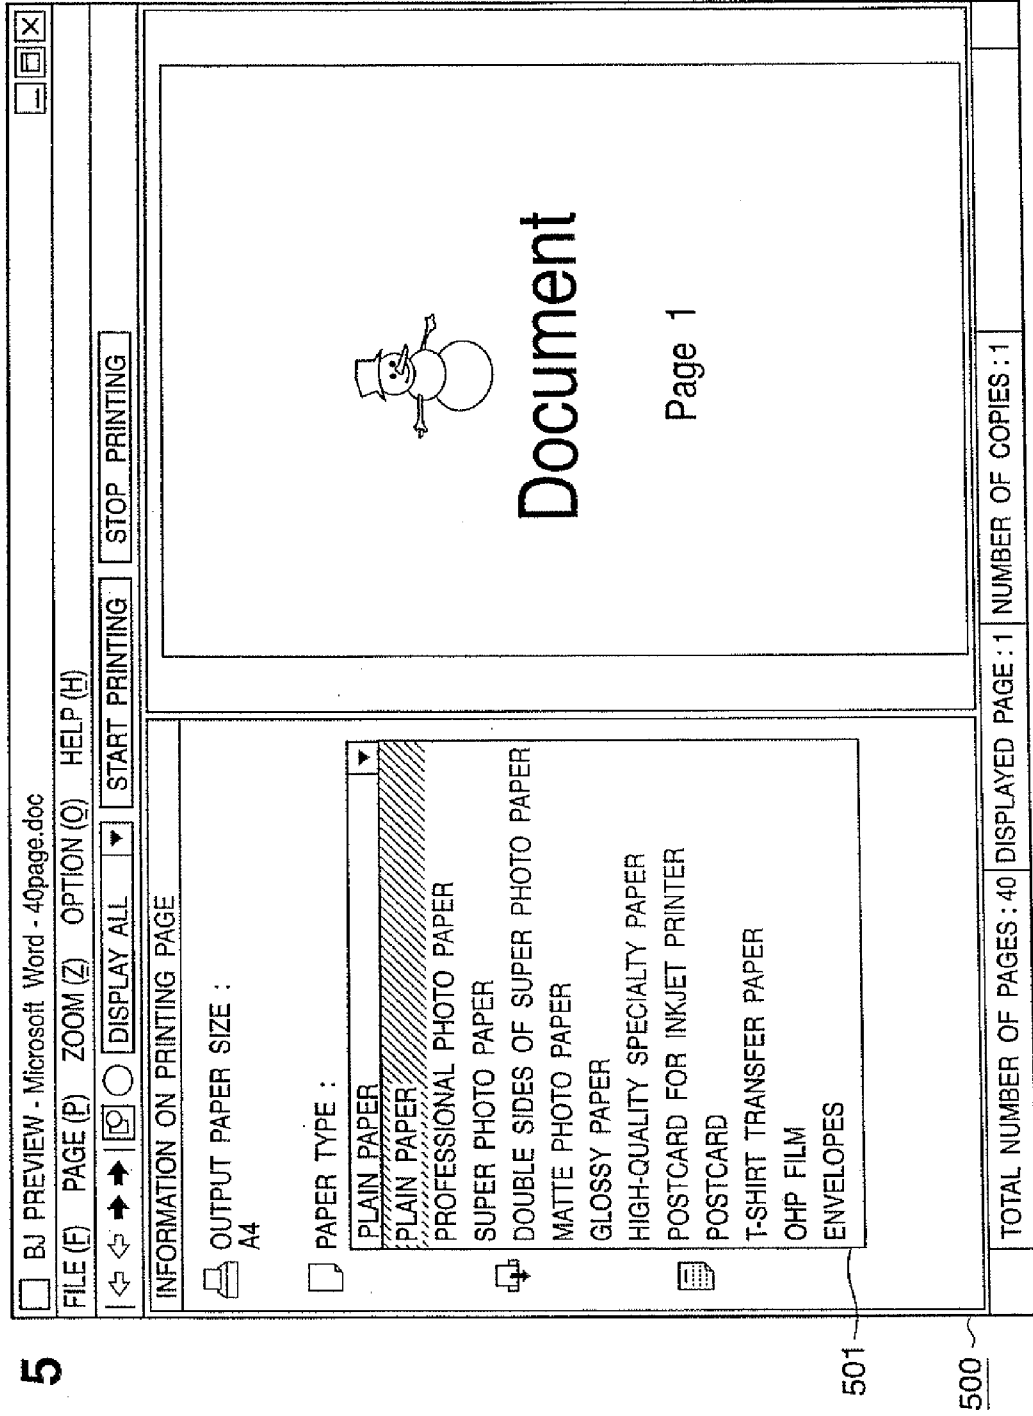 5
BJ PREVIEW - Microsoft Word - 40page.doc
FILE (F) PAGE (P) ZOOM (Z) OPTION (O) HELP (H)
DISPLAY ALL START PRINTING STOP PRINTING
INFORMATION ON PRINTING PAGE
OUTPUT PAPER SIZE :
A4
PAPER TYPE :
PLAIN PAPER
PLAIN PAPER
PROFESSIONAL PHOTO PAPER
SUPER PHOTO PAPER
DOUBLE SIDES OF SUPER PHOTO PAPER
MATTE PHOTO PAPER
GLOSSY PAPER
HIGH-QUALITY SPECIALTY PAPER
POSTCARD FOR INKJET PRINTER
POSTCARD
T-SHIRT TRANSFER PAPER
OHP FILM
ENVELOPES
501
Document
Page 1
500
TOTAL NUMBER OF PAGES : 40 DISPLAYED PAGE : 1 NUMBER OF COPIES : 1